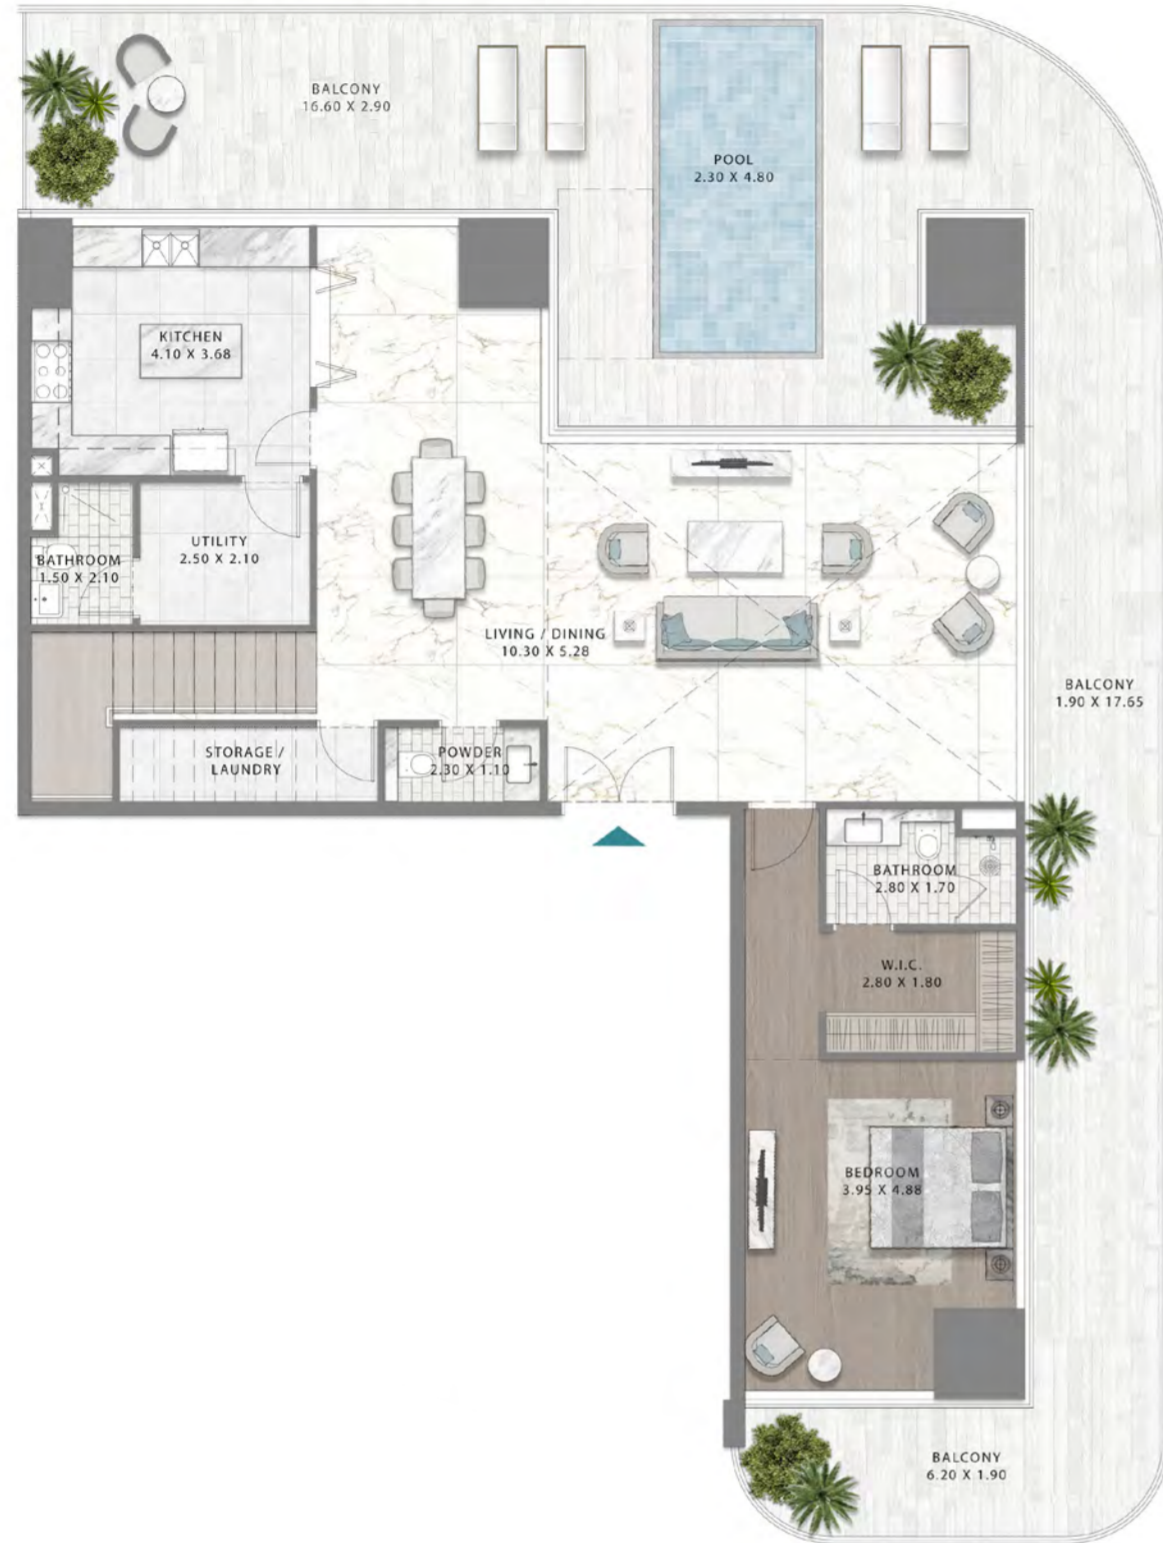 BALCONY
16.60 X 2.90
POOL
2.30 X 4.80
KITCHEN
4.10 X 3.68
UTILITY
2.50 X 2.10
BATHROOM
1.50 X 2.10
LIVING / DINING
10.30 X 5.28
BALCONY
1.90 X 17.65
STORAGE /
LAUNDRY
POWDER
2.30 X 1.10
BATHROOM
2.80 X 1.70
W.I.C.
2.80 X 1.80
BEDROOM
3.95 X 4.88
BALCONY
6.20 X 1.90